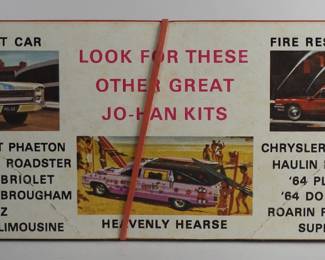 T CAR
LOOK FOR THESE
OTHER GREAT
JO-HAN KITS
FIRE RES
T PHAETON
ROADSTER
BRIOLET
BROUGHAM
Z
LIMOUSINE
HEAVENLY HEARSE
CHRYSLER
HAULIN
'64 PL
'64 DO
ROARIN F
SUP